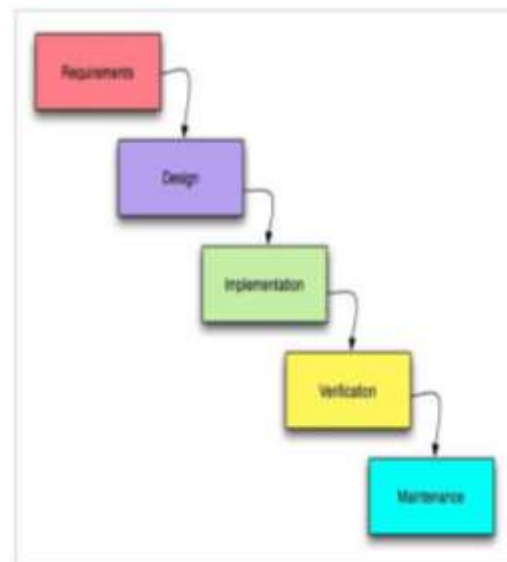 Requirements
Design
Implementation
Verification
Maintenance